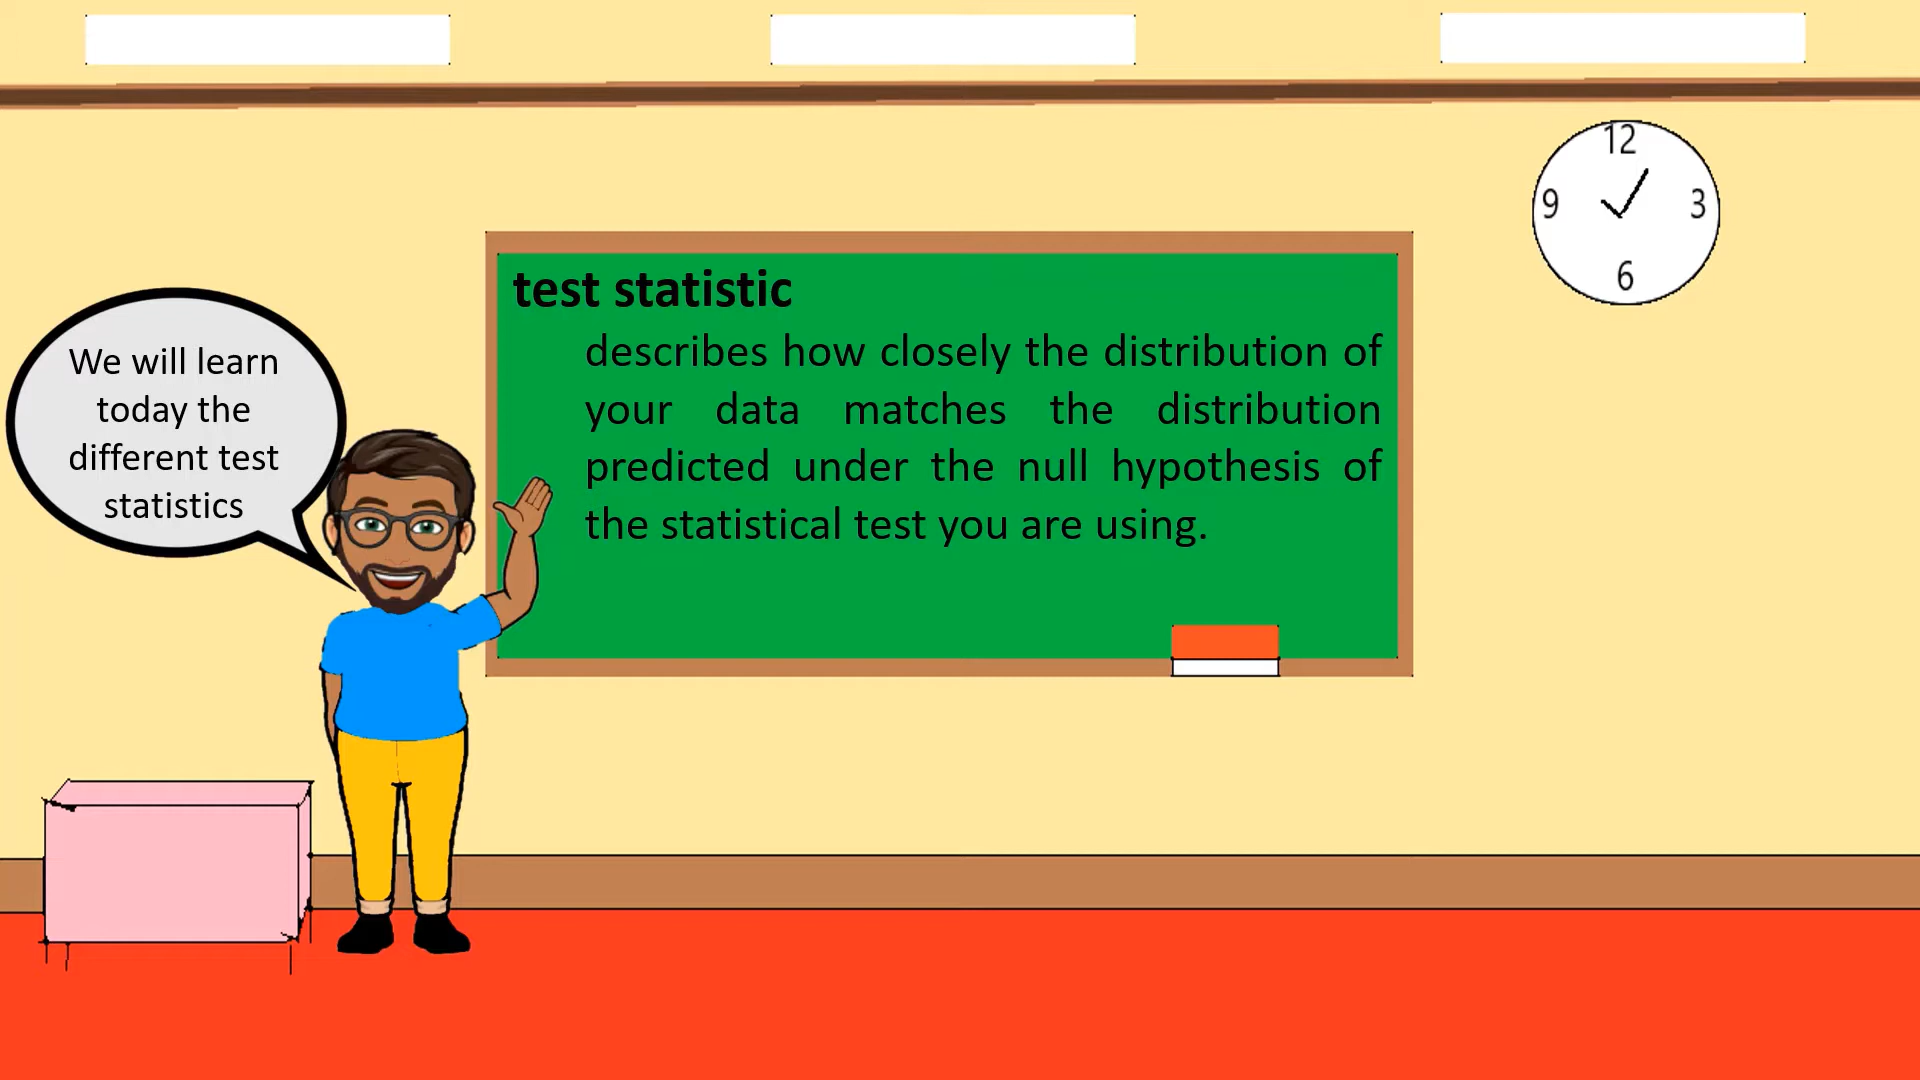 12
9
3
6
test statistic
describes how closely the distribution of
your data matches the distribution
predicted under the null hypothesis of
the statistical test you are using.
We will learn
today the
different test
statistics